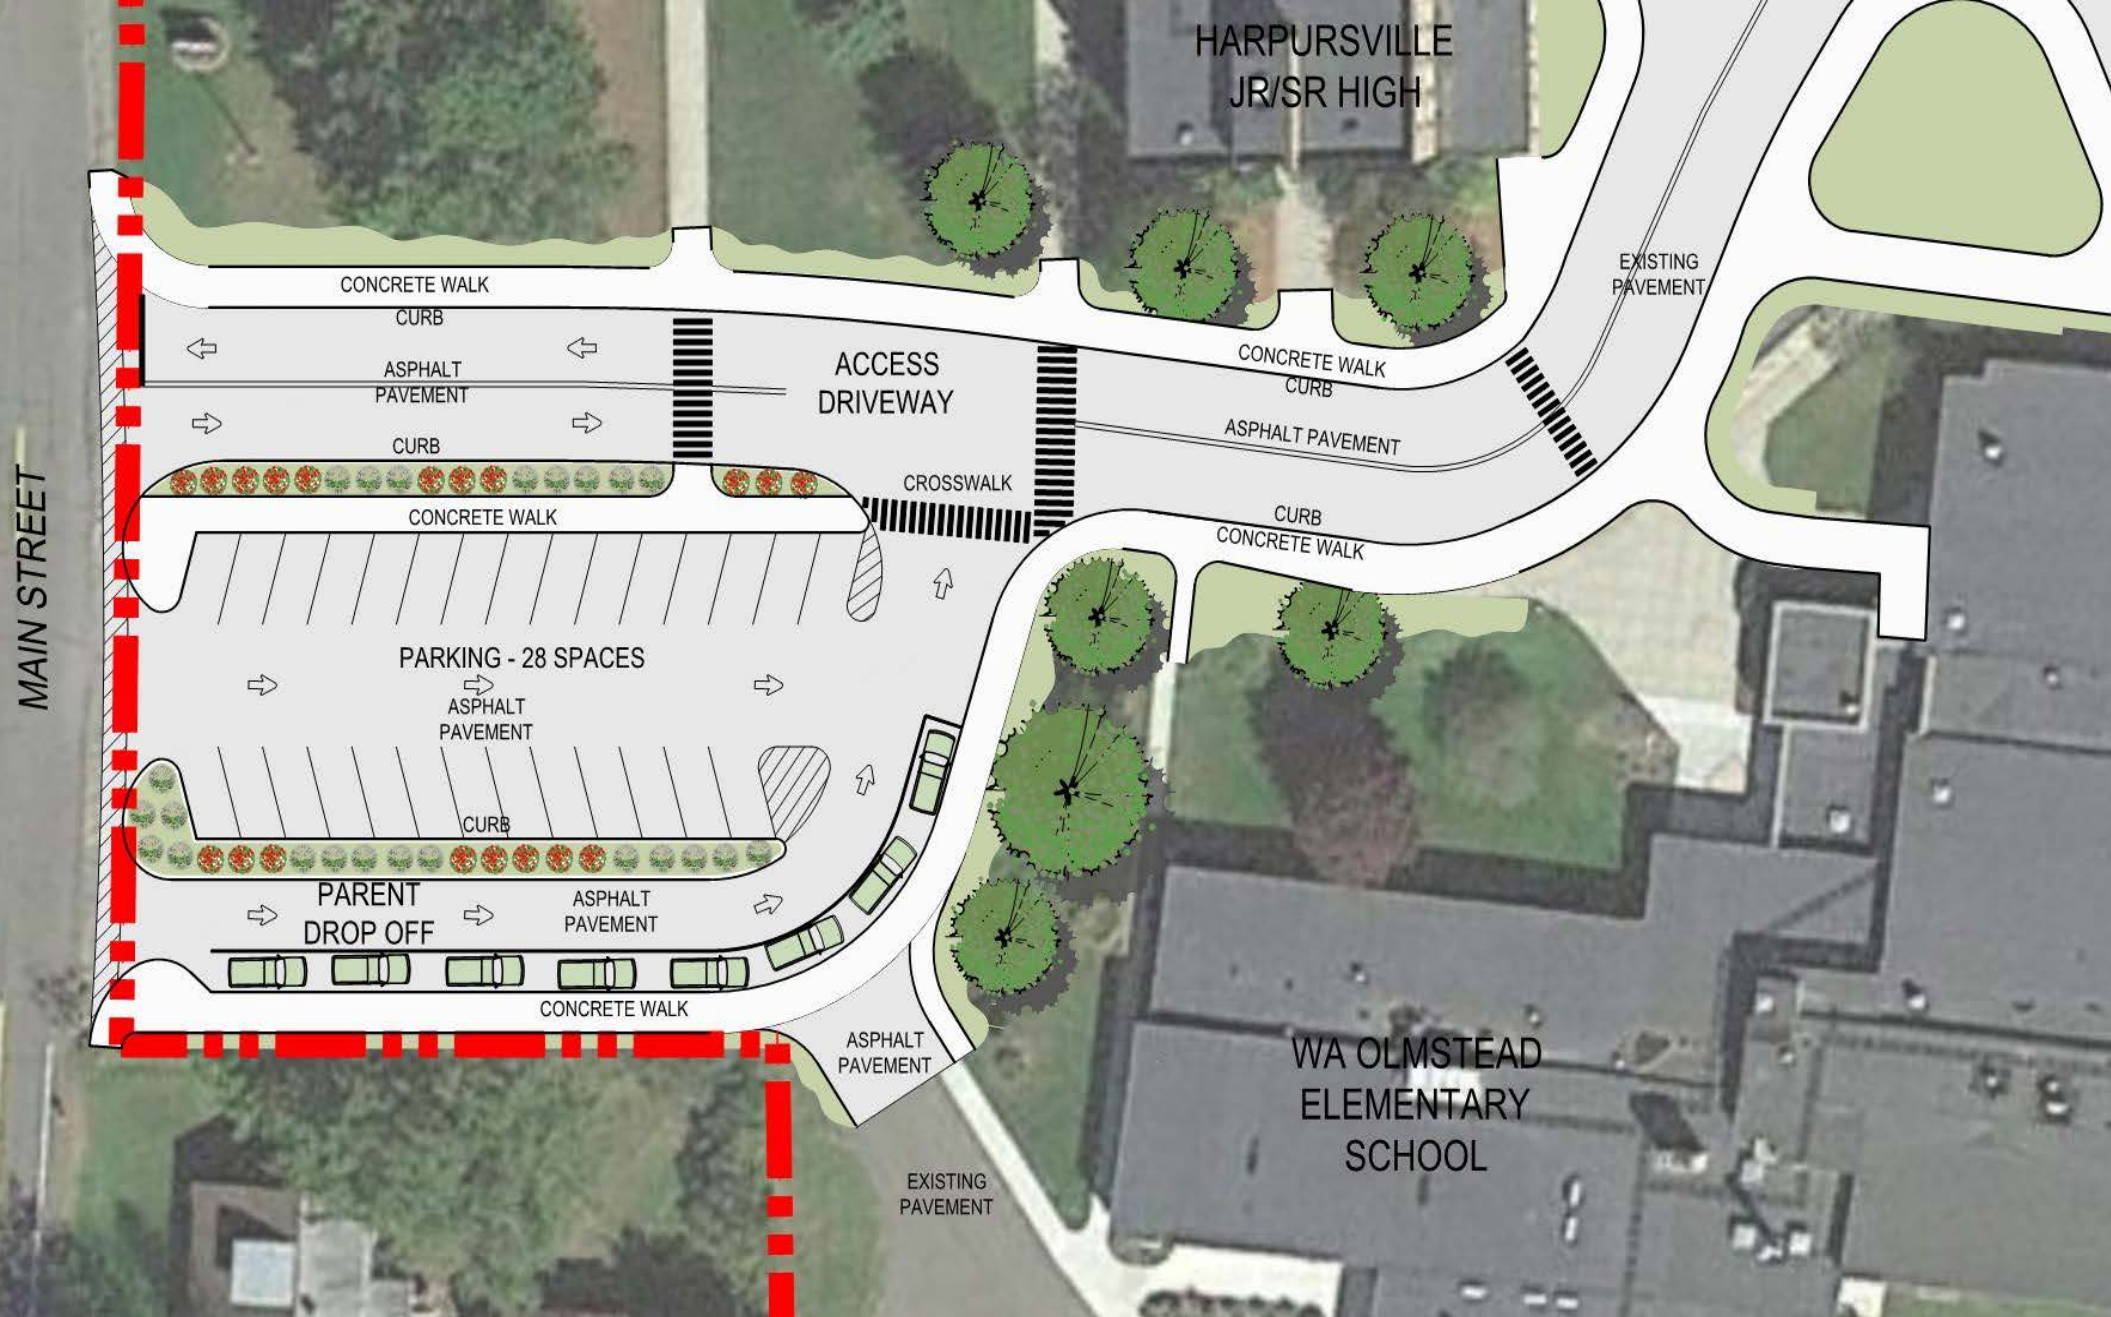 HARPURSVILLE
JR/SR HIGH
CONCRETE WALK
CURB
ASPHALT
PAVEMENT
ACCESS
DRIVEWAY
CURB
CONCRETE WALK
CROSSWALK
CONCRETE WALK
CURB
ASPHALT PAVEMENT
CURB
CONCRETE WALK
EXISTING
PAVEMENT
MAIN STREET
PARKING - 28 SPACES
ASPHALT
PAVEMENT
CURB
PARENT
DROP OFF
ASPHALT
PAVEMENT
CONCRETE WALK
ASPHALT
PAVEMENT
WA OLMSTEAD
ELEMENTARY
SCHOOL
EXISTING
PAVEMENT